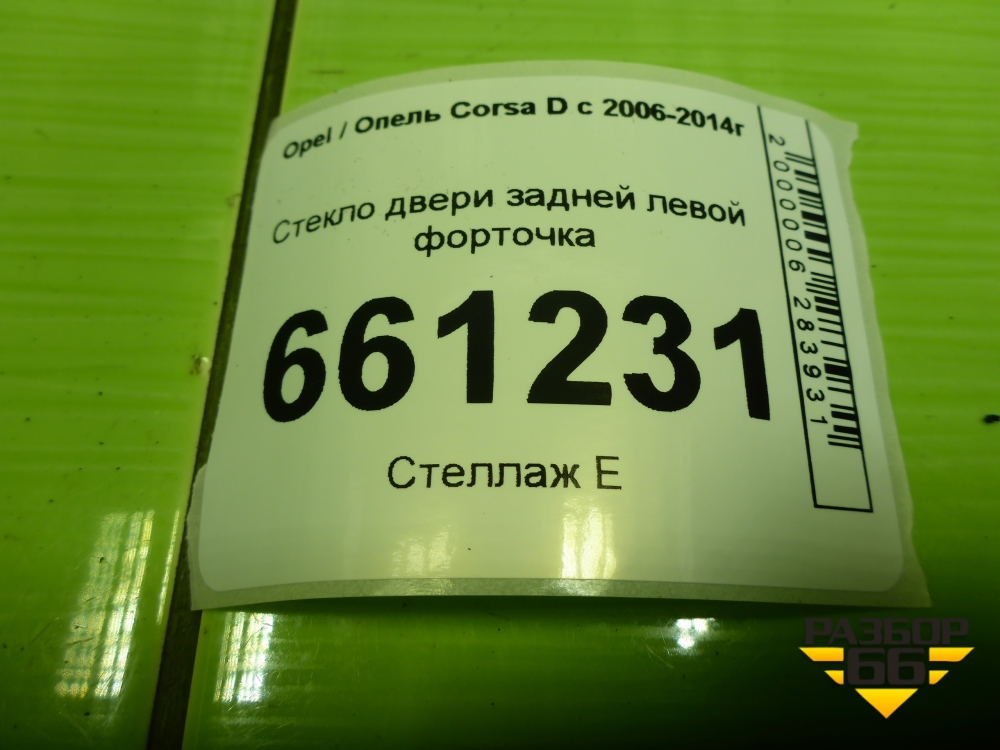 Opel / Опель Corsa D с 2006-2014г
Стекло двери задней левой
форточка
661231
Стеллаж Е
2000006283931
РАЗБОР
66